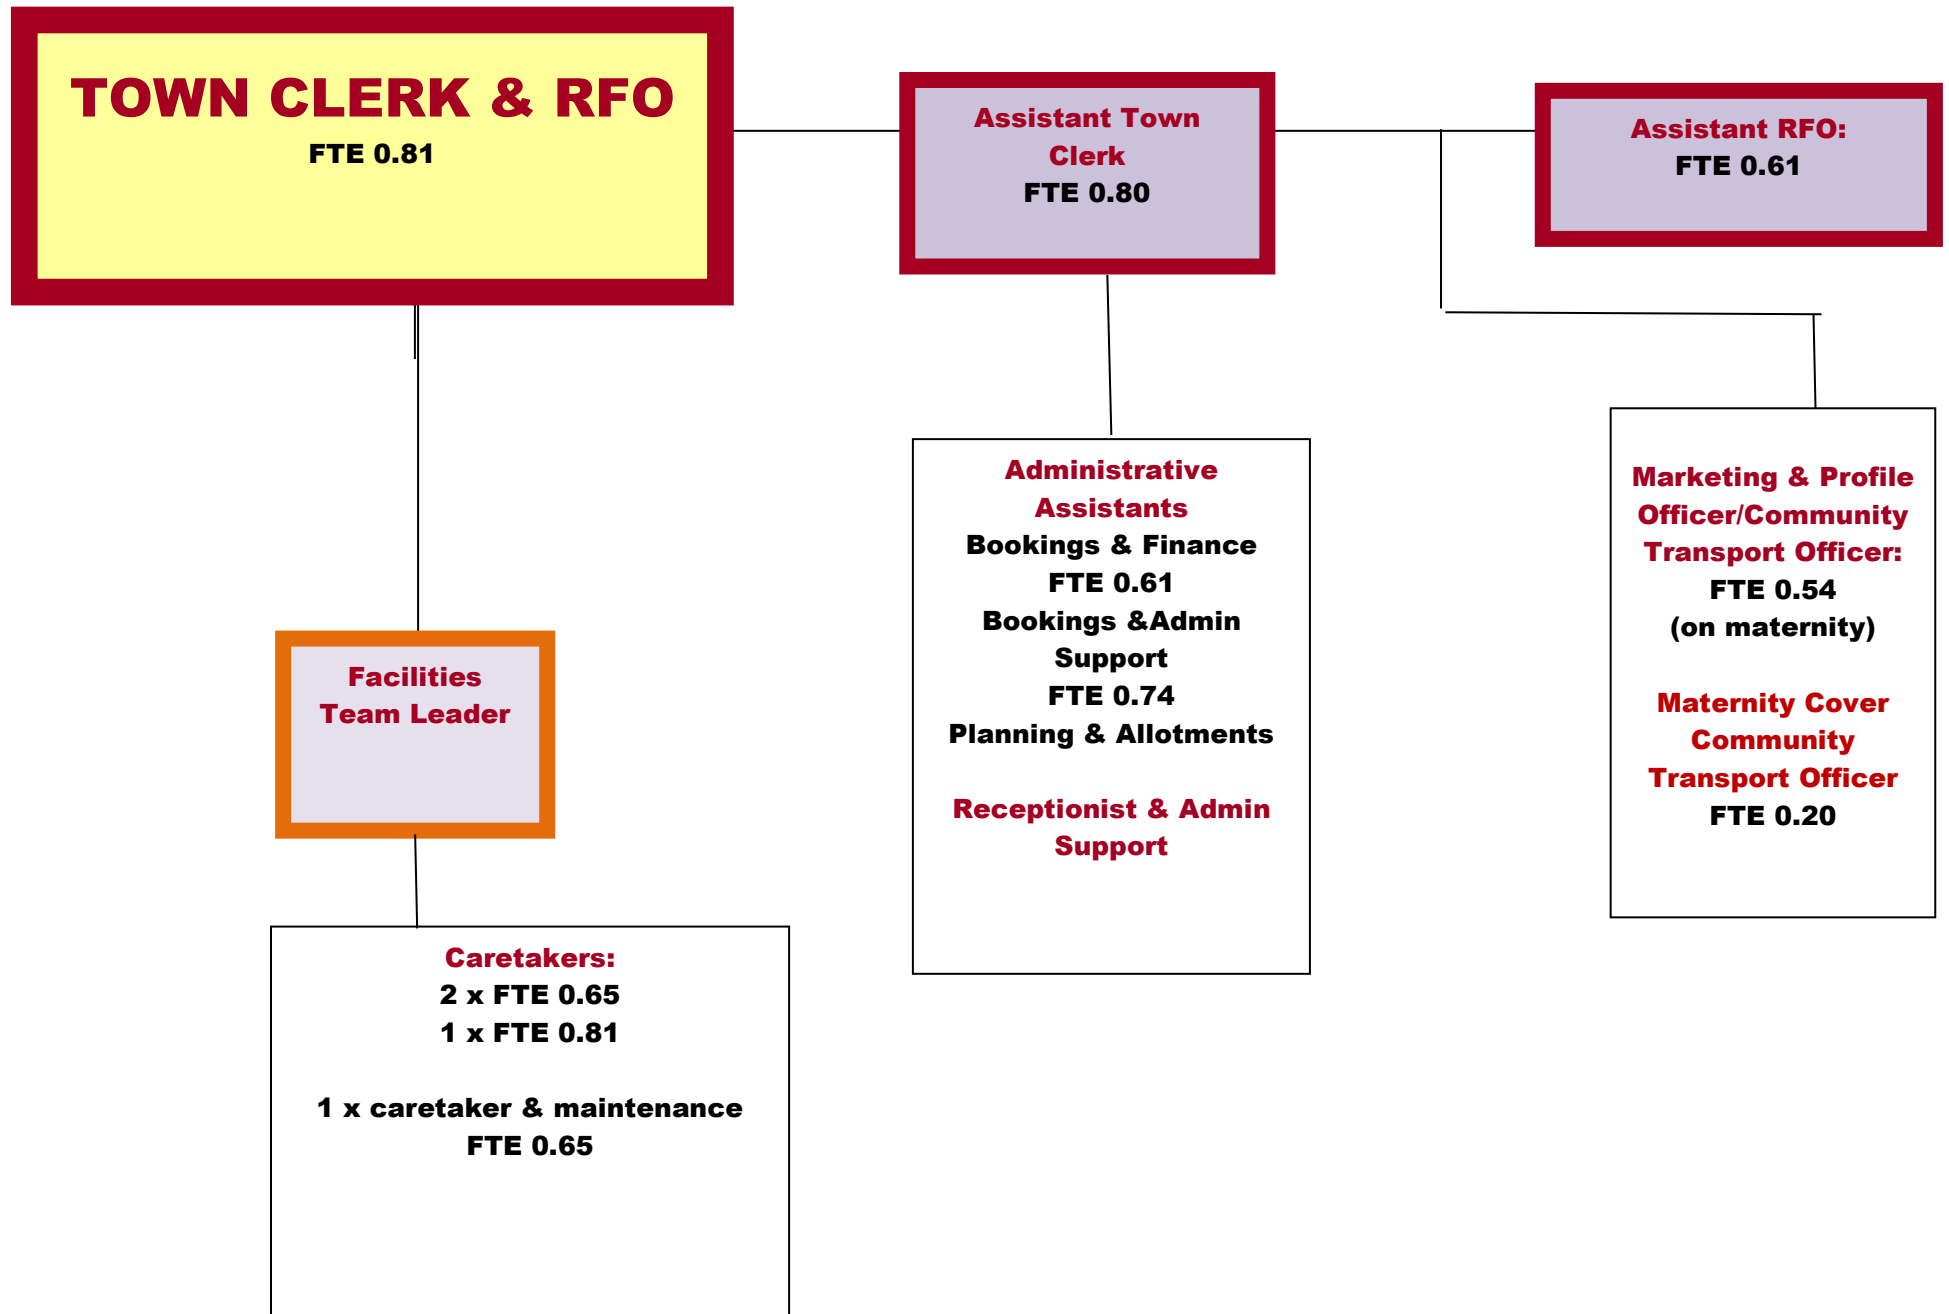 TOWN CLERK & RFO
FTE 0.81
Assistant Town
Clerk
FTE 0.80
Assistant RFO:
FTE 0.61
Facilities
Team Leader
Administrative
Assistants
Bookings & Finance
FTE 0.61
Bookings &Admin
Support
FTE 0.74
Planning & Allotments
Receptionist & Admin
Support
Marketing & Profile
Officer/Community
Transport Officer:
FTE 0.54
(on maternity)
Maternity Cover
Community
Transport Officer
FTE 0.20
Caretakers:
2 x FTE 0.65
1 x FTE 0.81
1 x caretaker & maintenance
FTE 0.65